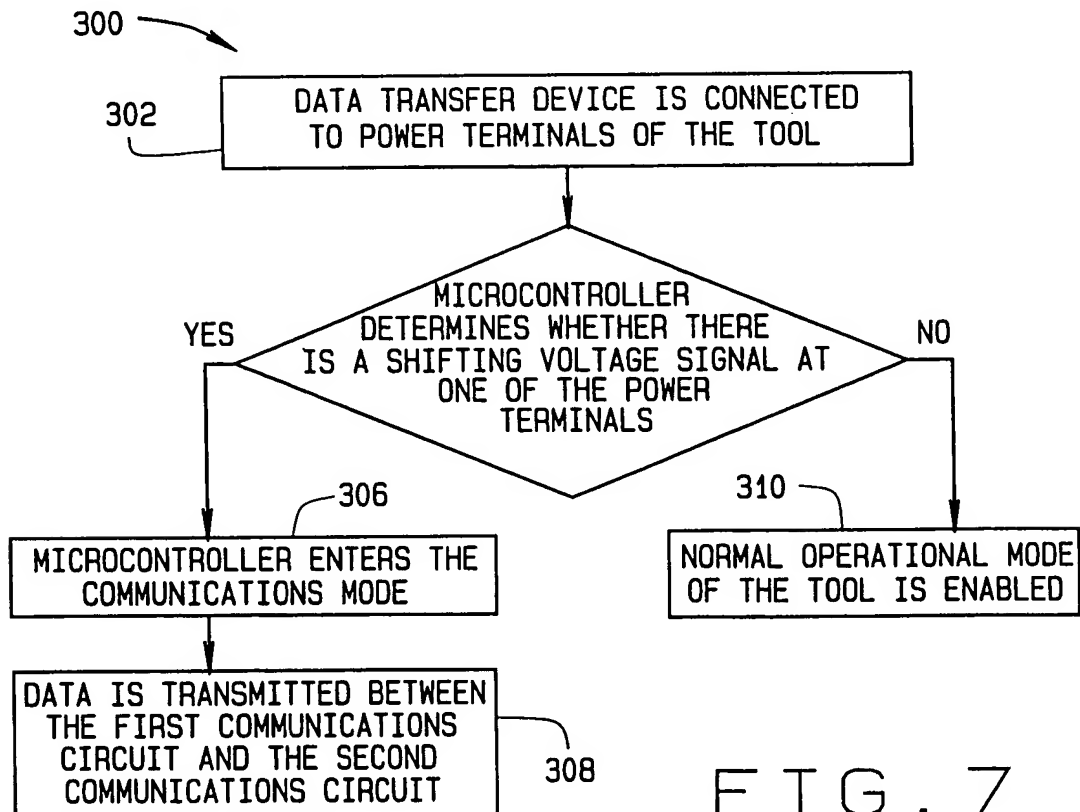 300
302
DATA TRANSFER DEVICE IS CONNECTED
TO POWER TERMINALS OF THE TOOL
MICROCONTROLLER
DETERMINES WHETHER THERE
IS A SHIFTING VOLTAGE SIGNAL AT
ONE OF THE POWER
TERMINALS
YES
NO
306
MICROCONTROLLER ENTERS THE
COMMUNICATIONS MODE
310
NORMAL OPERATIONAL MODE
OF THE TOOL IS ENABLED
DATA IS TRANSMITTED BETWEEN
THE FIRST COMMUNICATIONS
CIRCUIT AND THE SECOND
COMMUNICATIONS CIRCUIT
308
FIG. 7